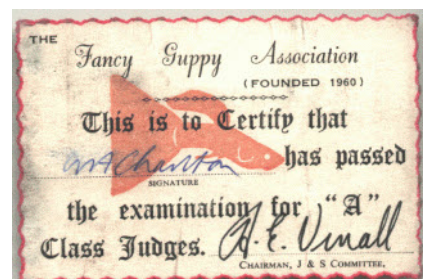 THE
Fancy Guppy Association
(FOUNDED 1960)
This is to Certify that
has passed
SIGNATURE
the examination for "A"
Class Judges. A. E. Vinall
CHAIRMAN, J & S COMMITTEE,